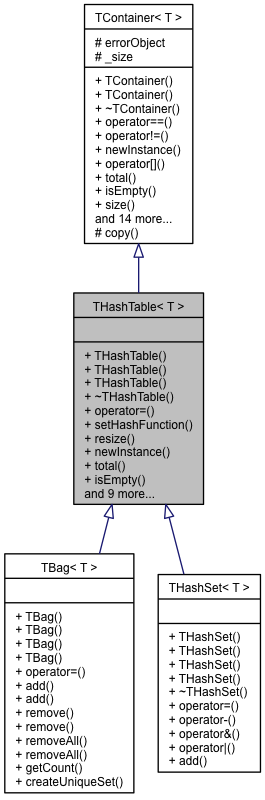 TContainer< T >
# errorObject
# _size
+ TContainer()
+ TContainer()
+ ~TContainer()
+ operator==()
+ operator!=()
+ newInstance()
+ operator[]()
+ total()
+ isEmpty()
+ size()
and 14 more...
# copy()
THashTable< T >
+ THashTable()
+ THashTable()
+ THashTable()
+ ~THashTable()
+ operator=()
+ setHashFunction()
+ resize()
+ newInstance()
+ total()
+ isEmpty()
and 9 more...
TBag< T >
+ TBag()
+ TBag()
+ TBag()
+ TBag()
+ operator=()
+ add()
+ add()
+ remove()
+ remove()
+ removeAll()
+ removeAll()
+ getCount()
+ createUniqueSet()
THashSet< T >
+ THashSet()
+ THashSet()
+ THashSet()
+ THashSet()
+ ~THashSet()
+ operator=()
+ operator-()
+ operator&()
+ operator|()
+ add()